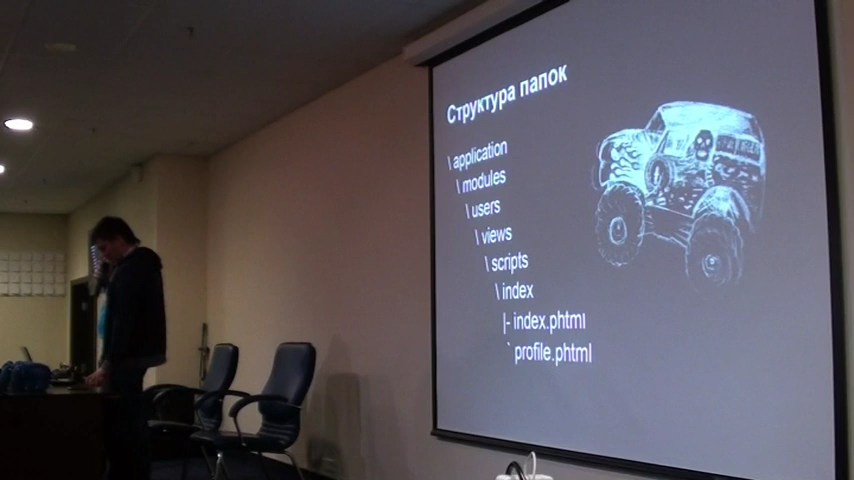 Структура папок
\ application
\ modules
\ users
\ views
\ scripts
\ index
|- index.phtml
` profile.phtml